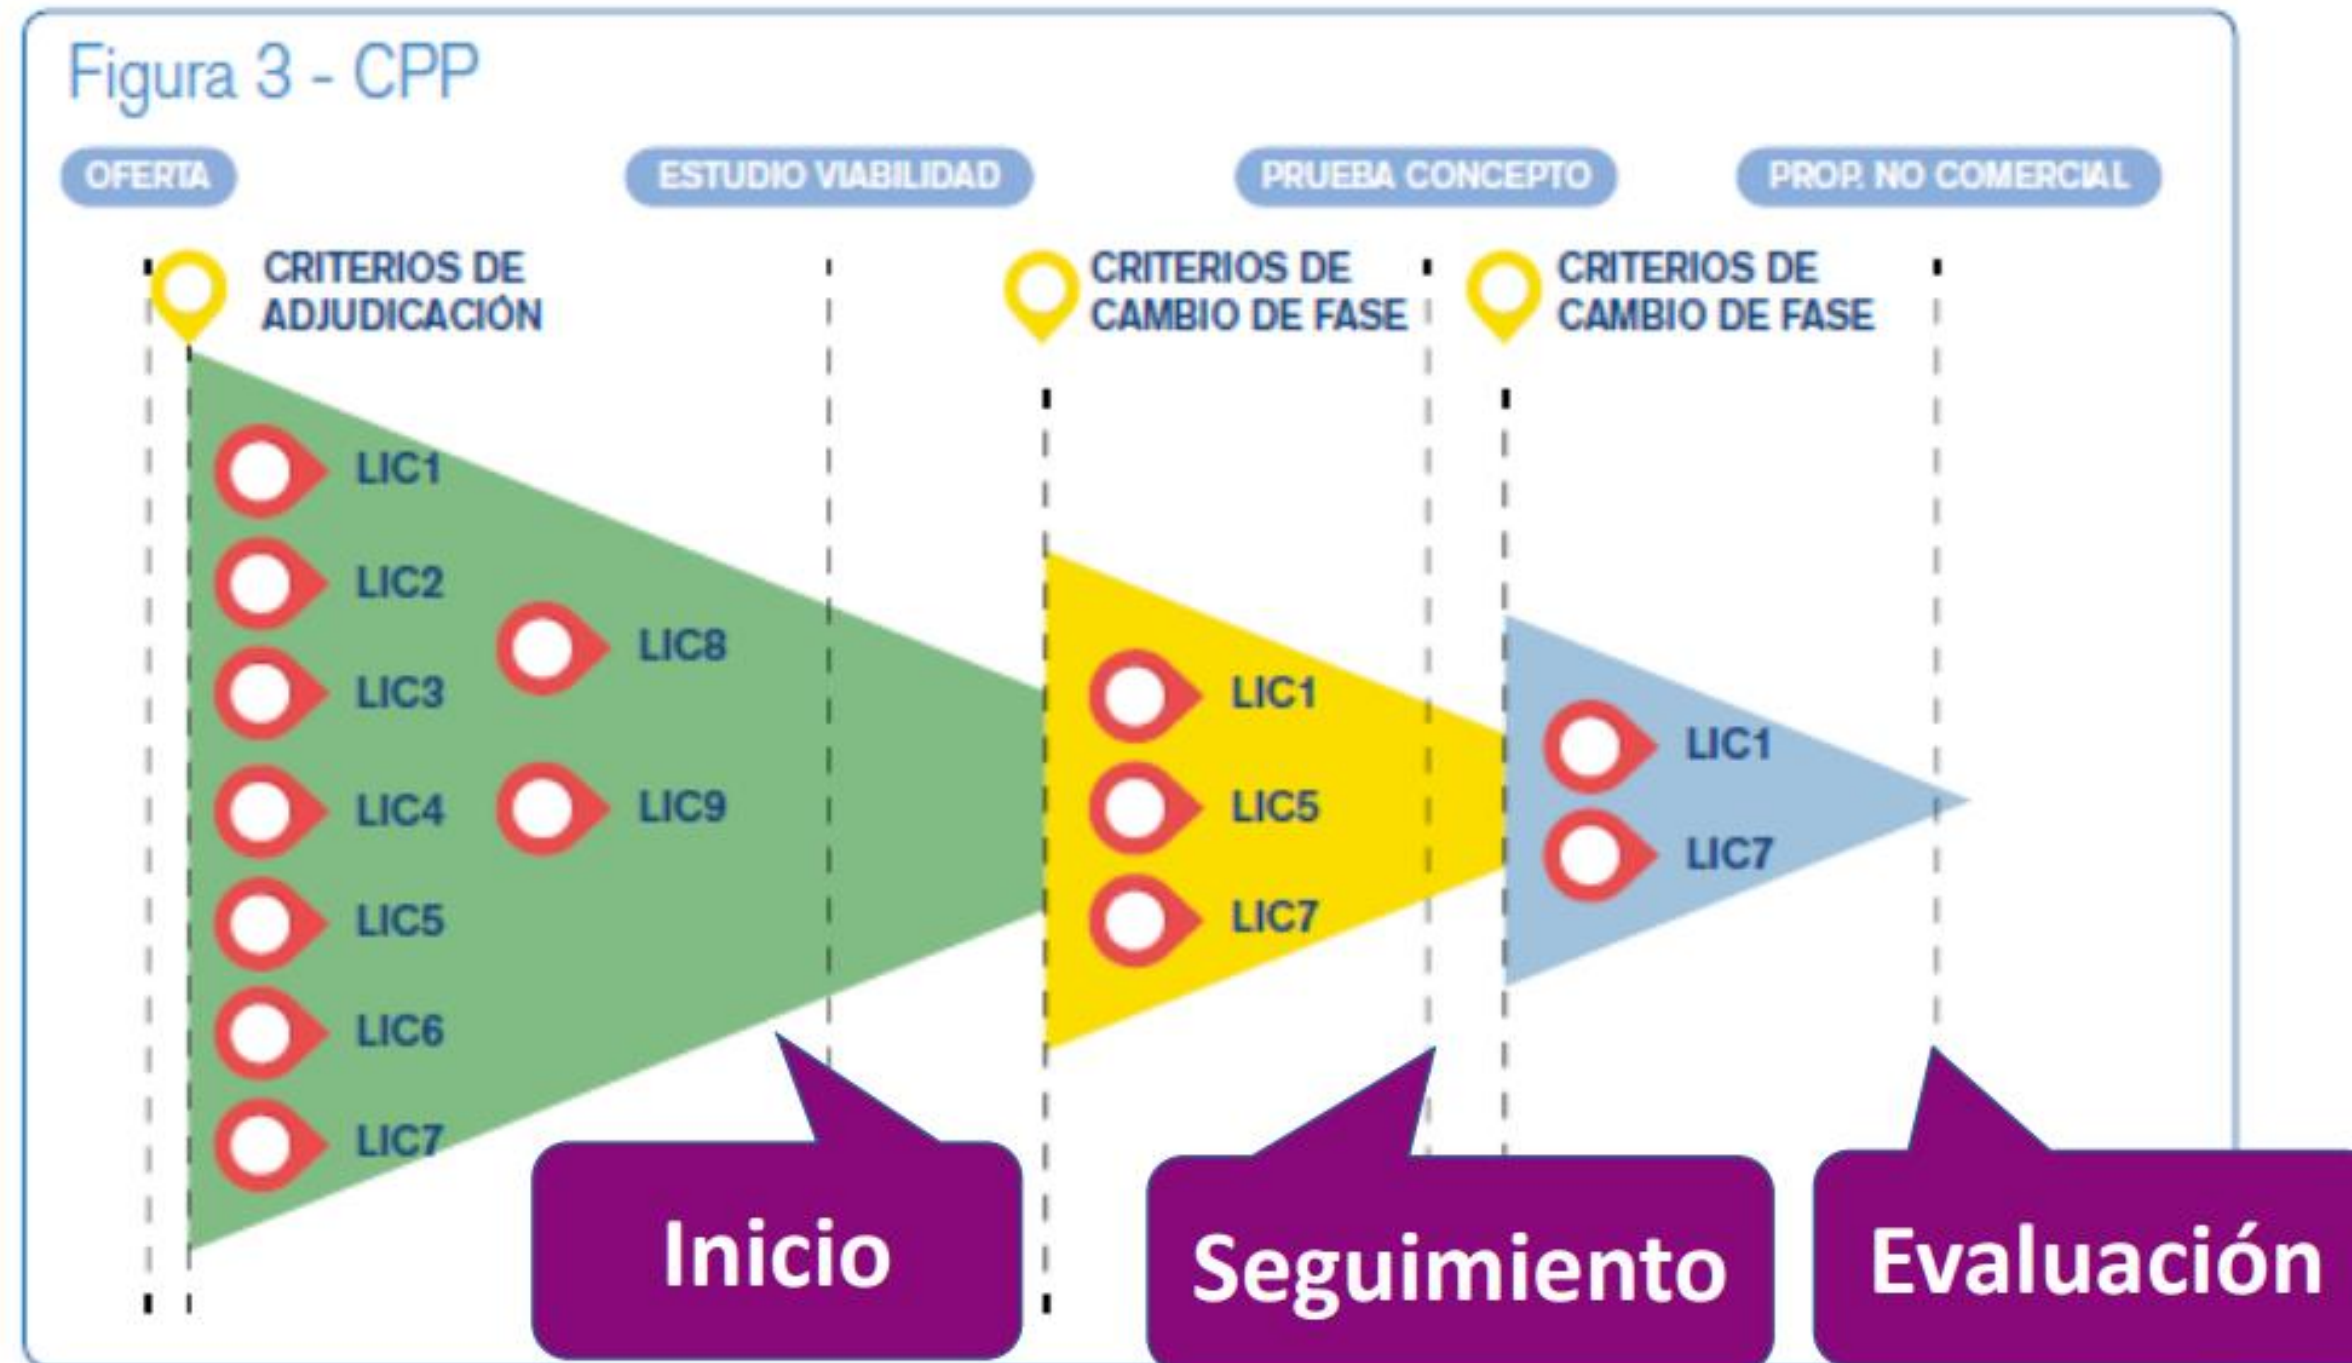 Figura 3 - CPP
OFERTA
ESTUDIO VIABILIDAD
PRUEBA CONCEPTO
PROP. NO COMERCIAL
CRITERIOS DE
ADJUDICACIÓN
CRITERIOS DE
CAMBIO DE FASE
CRITERIOS DE
CAMBIO DE FASE
LIC1
LIC2
LIC3
LIC4
LIC5
LIC6
LIC7
LIC8
LIC9
LIC1
LIC5
LIC7
LIC1
LIC7
Inicio
Seguimiento
Evaluación